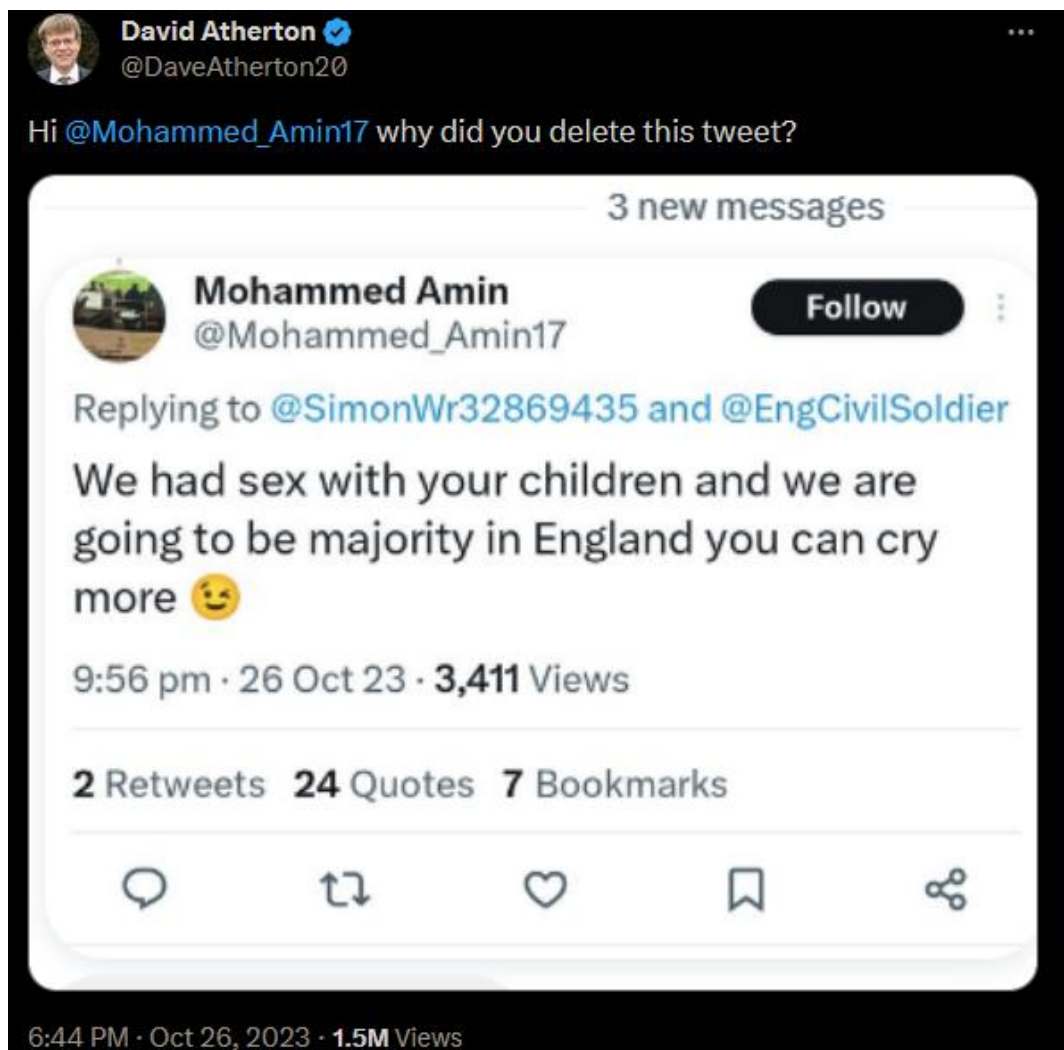 David Atherton
@DaveAtherton20
Hi @Mohammed_Amin17 why did you delete this tweet?
3 new messages
Mohammed Amin
@Mohammed_Amin17
Follow
Replying to @SimonWr32869435 and @EngCivilSoldier
We had sex with your children and we are
going to be majority in England you can cry
more 😉
9:56 pm · 26 Oct 23 · 3,411 Views
2 Retweets 24 Quotes 7 Bookmarks
6:44 PM · Oct 26, 2023 · 1.5M Views